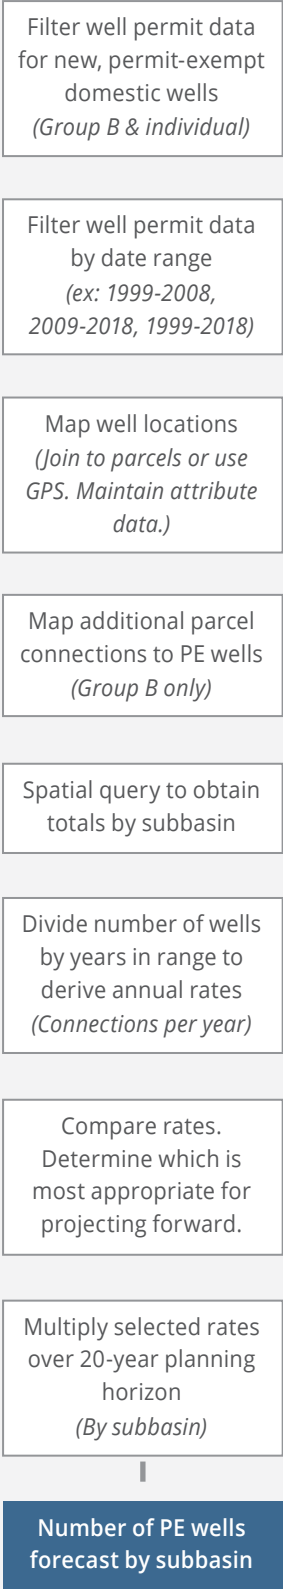 Filter well permit data
for new, permit-exempt
domestic wells
(Group B & individual)
Filter well permit data
by date range
(ex: 1999-2008,
2009-2018, 1999-2018)
Map well locations
(Join to parcels or use
GPS. Maintain attribute
data.)
Map additional parcel
connections to PE wells
(Group B only)
Spatial query to obtain
totals by subbasin
Divide number of wells
by years in range to
derive annual rates
(Connections per year)
Compare rates.
Determine which is
most appropriate for
projecting forward.
Multiply selected rates
over 20-year planning
horizon
(By subbasin)
Number of PE wells
forecast by subbasin